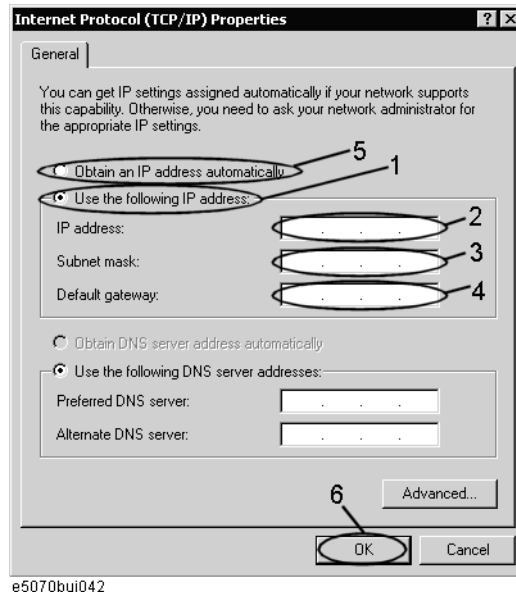 Internet Protocol (TCP/IP) Properties
General
You can get IP settings assigned automatically if your network supports
this capability. Otherwise, you need to ask your network administrator for
the appropriate IP settings.
5
Obtain an IP address automatically
1
Use the following IP address:
IP address:
2
Subnet mask:
3
Default gateway:
4
Obtain DNS server address automatically
Use the following DNS server addresses:
Preferred DNS server:
Alternate DNS server:
6
Advanced...
OK
Cancel
e5070bui042